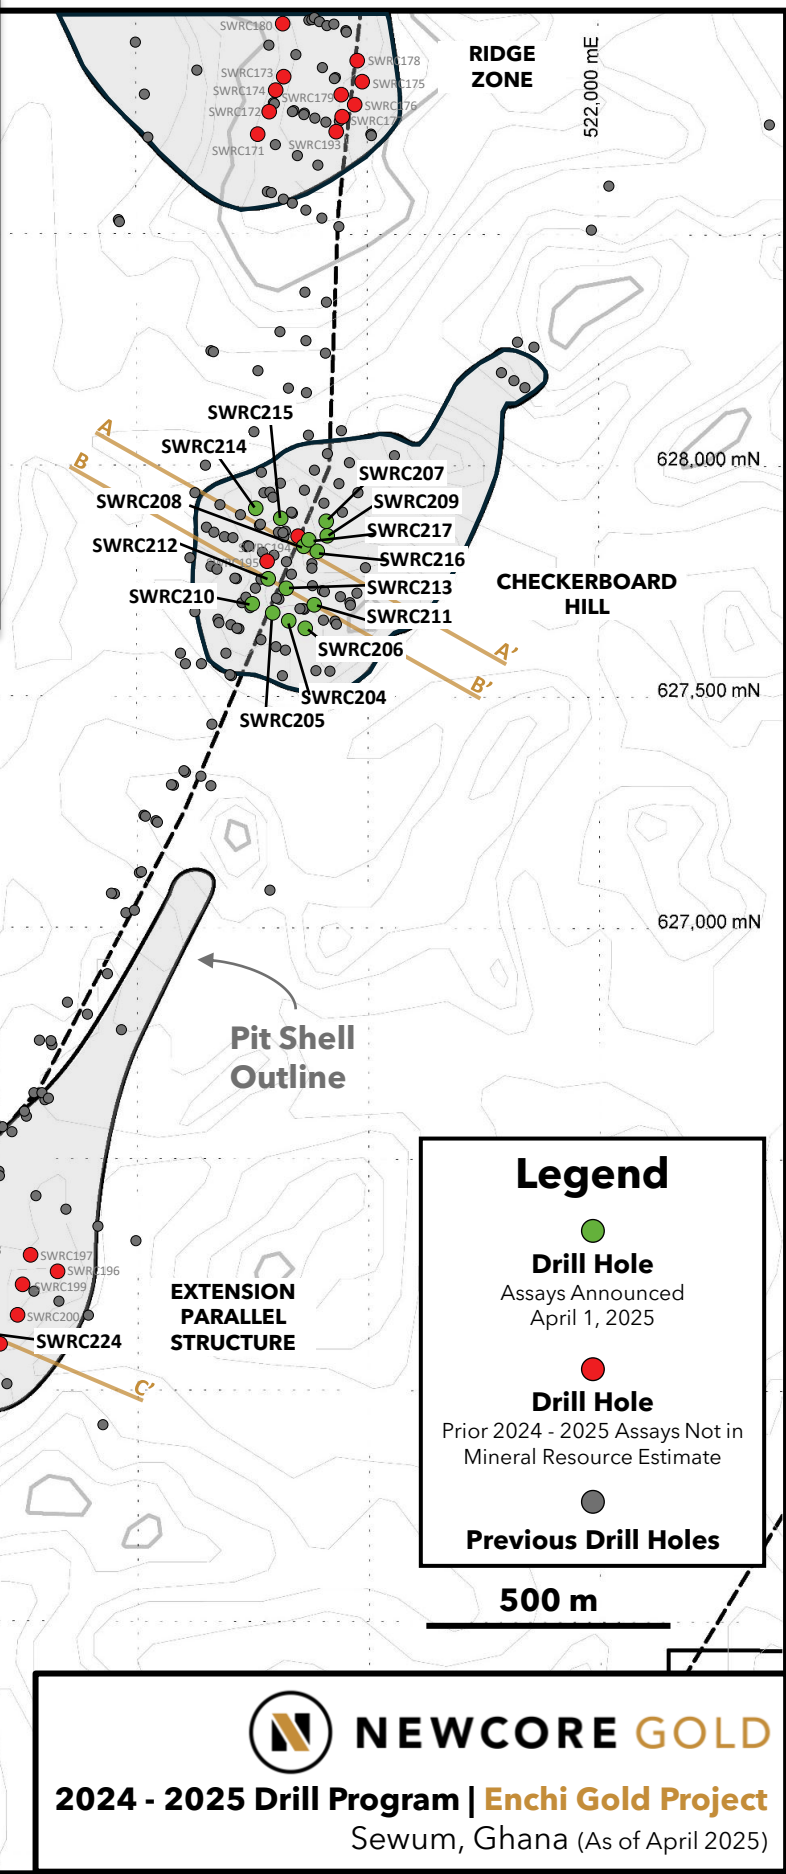 SWRC180
RIDGE
ZONE
522,000 mE
SWRC178
SWRC173
SWRC175
SWRC174
SWRC179
SWRC176
SWRC172
SWRC193
SWRC171
SWRC215
A
SWRC214
B
628,000 mN
SWRC207
SWRC208
SWRC209
SWRC217
SWRC212
SWRC194
SWRC216
SWRC195
CHECKERBOARD
HILL
SWRC213
SWRC210
SWRC211
SWRC206
A'
B'
627,500 mN
SWRC204
SWRC205
627,000 mN
Pit Shell
Outline
Legend
Drill Hole
Assays Announced
April 1, 2025
Drill Hole
Prior 2024 - 2025 Assays Not in
Mineral Resource Estimate
Previous Drill Holes
SWRC197
SWRC196
SWRC199
SWRC200
SWRC224
EXTENSION
PARALLEL
STRUCTURE
C'
500 m
NEWCORE GOLD
2024 - 2025 Drill Program | Enchi Gold Project
Sewum, Ghana (As of April 2025)